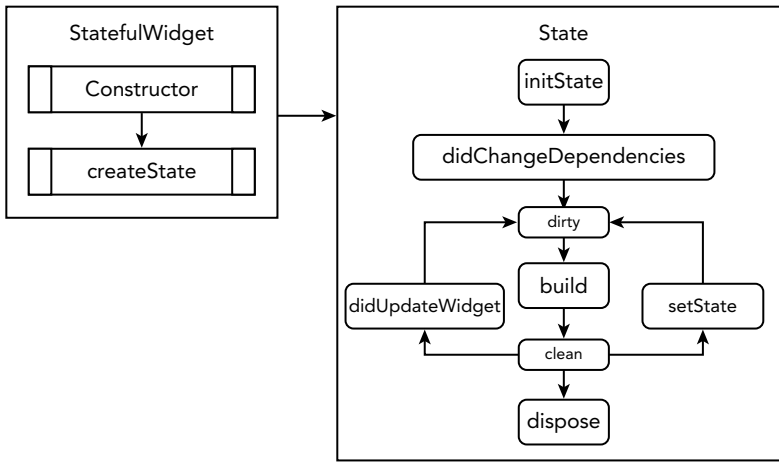 StatefulWidget
Constructor
createState
State
initState
didChangeDependencies
dirty
build
didUpdateWidget
setState
clean
dispose